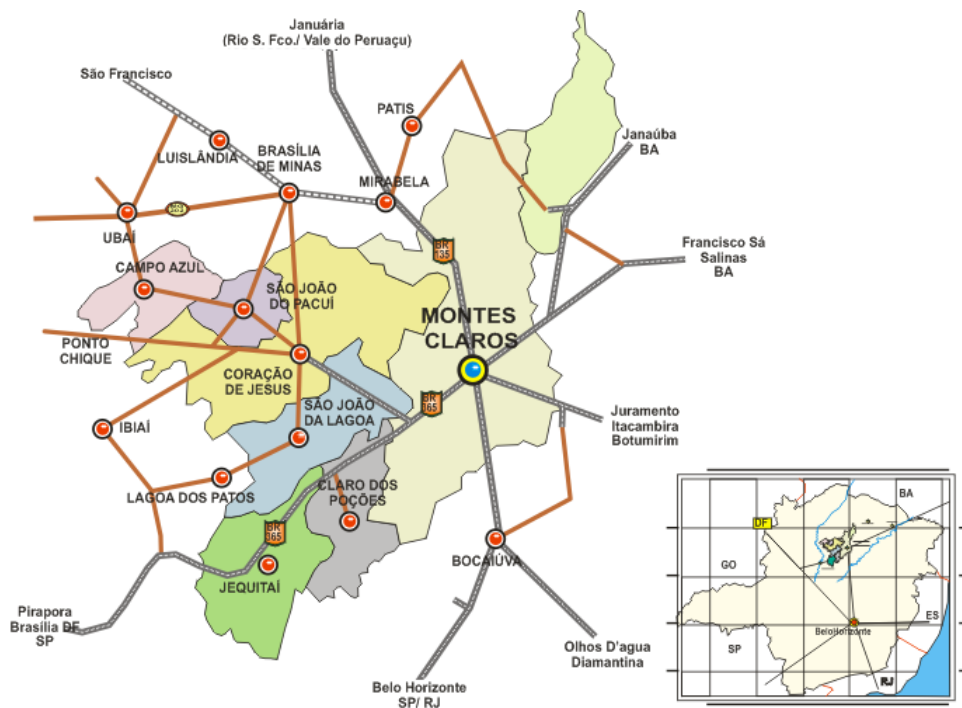 Januária
(Rio S. Fco./ Vale do Peruaçu)
São Francisco
PATIS
Janaúba
BA
LUISLÂNDIA
BRASÍLIA
DE MINAS
MIRABELA
UBAÍ
BR
135
Francisco Sá
Salinas
BA
CAMPO AZUL
SÃO JOÃO
DO PACUÍ
MONTES
CLAROS
PONTO
CHIQUE
CORAÇÃO
DE JESUS
BR
365
SÃO JOÃO
DA LAGOA
Juramento
Itacambira
Botumirim
IBIAÍ
LAGOA DOS PATOS
CLARO DOS
POÇÕES
BR
365
JEQUITAÍ
BOCAIÚVA
Pirapora
Brasília DF
SP
Olhos D'agua
Diamantina
Belo Horizonte
SP/ RJ
BA
DF
GO
ES
BeloHorizonte
SP
RJ